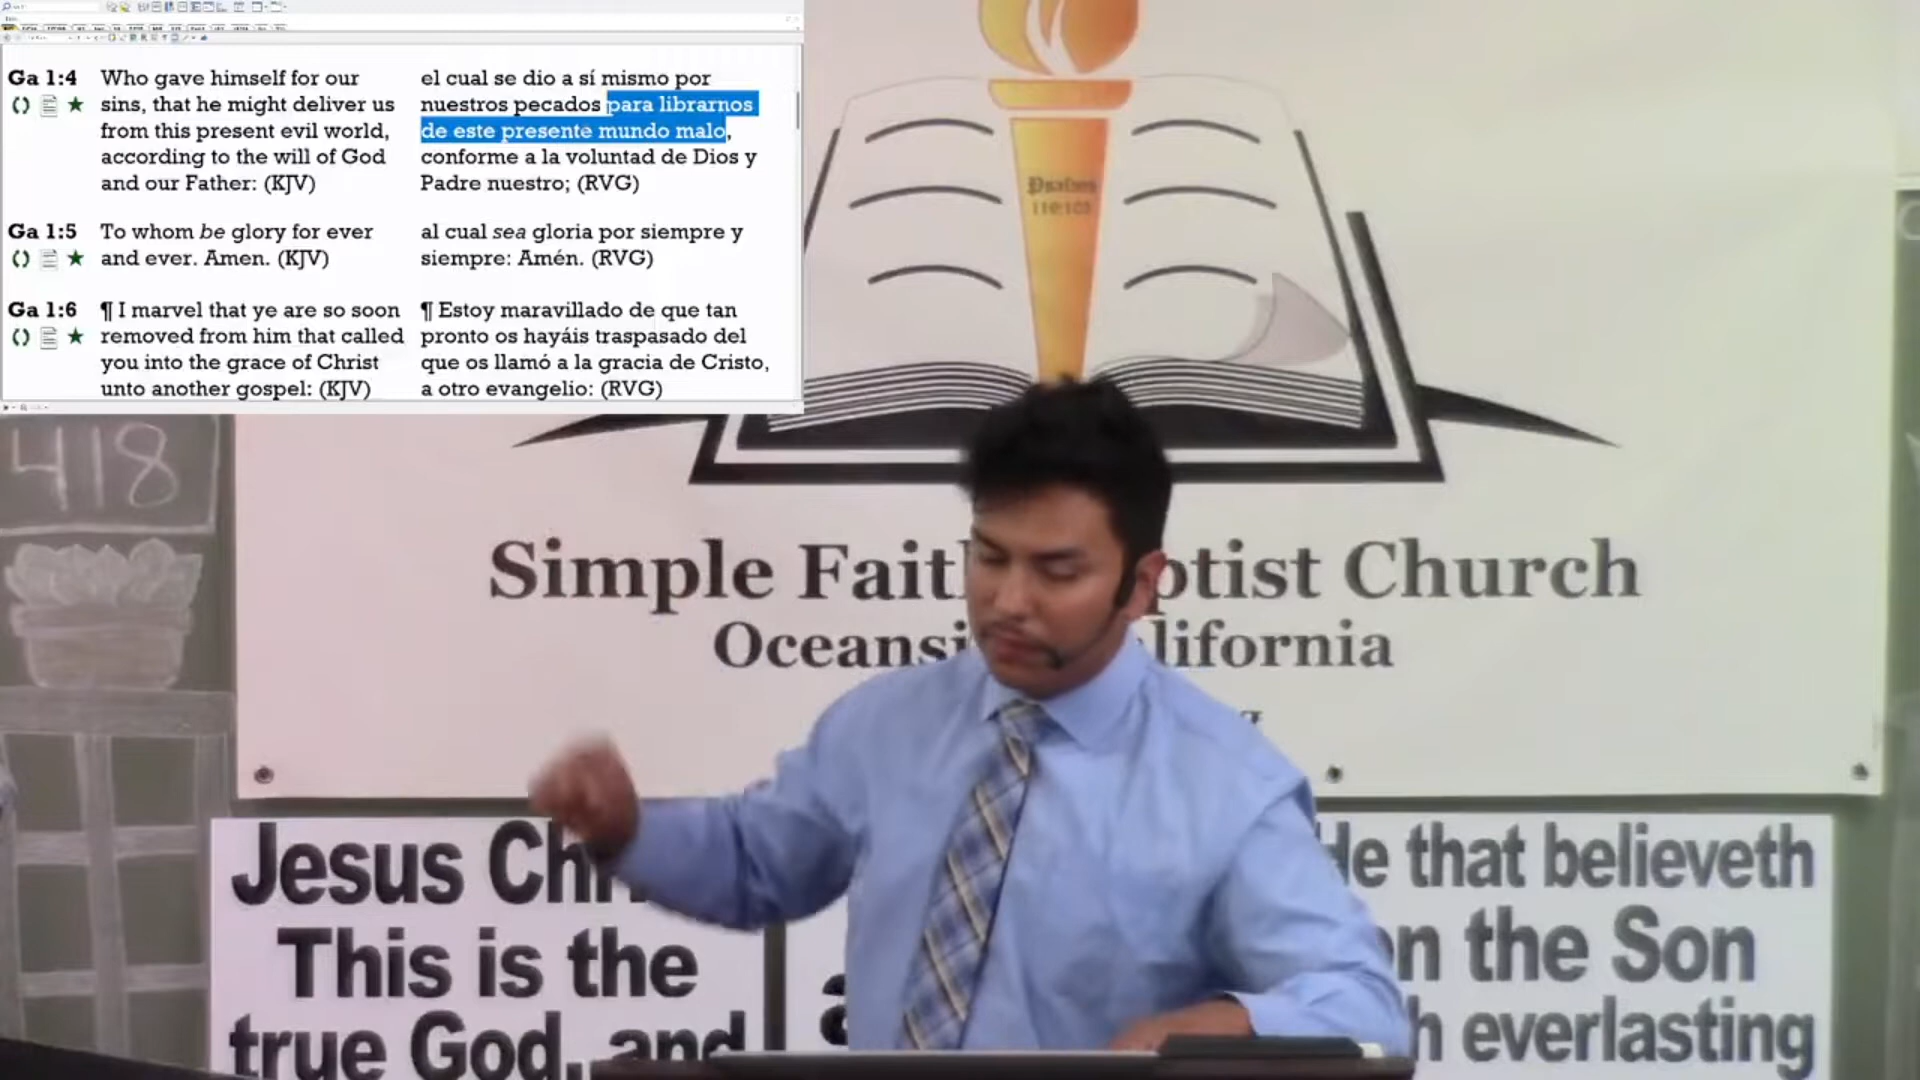 Ga 1:4
Who gave himself for our
sins, that he might deliver us
from this present evil world,
according to the will of God
and our Father: (KJV)
el cual se dio a sí mismo por
nuestros pecados para librarnos
de este presente mundo malo,
conforme a la voluntad de Dios y
Padre nuestro; (RVG)
Ga 1:5
To whom be glory for ever
and ever. Amen. (KJV)
al cual sea gloria por siempre y
siempre: Amén. (RVG)
Ga 1:6
¶ I marvel that ye are so soon
removed from him that called
you into the grace of Christ
unto another gospel: (KJV)
¶ Estoy maravillado de que tan
pronto os hayáis traspasado del
que os llamó a la gracia de Cristo,
a otro evangelio: (RVG)
Psalms
418
Simple Fait ptist Church
Oceansi lifornia
Jesus Ch
This is the
true God, and
He that believeth
on the Son
h everlasting